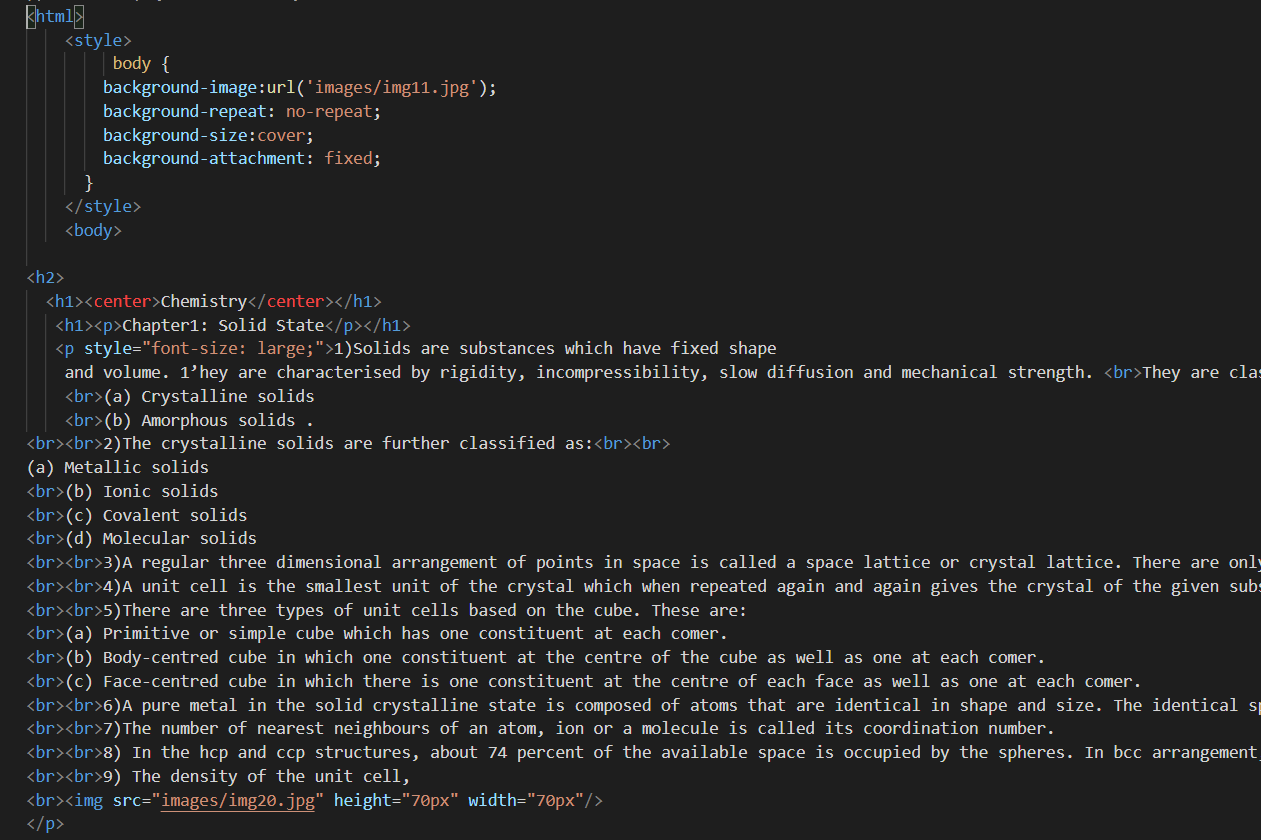 <html>
<style>
body {
background-image:url('images/img11.jpg');
background-repeat: no-repeat;
background-size:cover;
background-attachment: fixed;
}
</style>
<body>
<h2>
<h1><center>Chemistry</center></h1>
<h1><p>Chapter1: Solid State</p></h1>
<p style="font-size: large;">1)Solids are substances which have fixed shape
and volume. 1’hey are characterised by rigidity, incompressibility, slow diffusion and mechanical strength. <br>They are clas
<br>(a) Crystalline solids
<br>(b) Amorphous solids .
<br><br>2)The crystalline solids are further classified as:<br><br>
(a) Metallic solids
<br>(b) Ionic solids
<br>(c) Covalent solids
<br>(d) Molecular solids
<br><br>3)A regular three dimensional arrangement of points in space is called a space lattice or crystal lattice. There are only
<br><br>4)A unit cell is the smallest unit of the crystal which when repeated again and again gives the crystal of the given subs
<br><br>5)There are three types of unit cells based on the cube. These are:
<br>(a) Primitive or simple cube which has one constituent at each comer.
<br>(b) Body-centred cube in which one constituent at the centre of the cube as well as one at each comer.
<br>(c) Face-centred cube in which there is one constituent at the centre of each face as well as one at each comer.
<br><br>6)A pure metal in the solid crystalline state is composed of atoms that are identical in shape and size. The identical sp
<br><br>7)The number of nearest neighbours of an atom, ion or a molecule is called its coordination number.
<br><br>8) In the hcp and ccp structures, about 74 percent of the available space is occupied by the spheres. In bcc arrangement,
<br><br>9) The density of the unit cell,
<br><img src="images/img20.jpg" height="70px" width="70px"/>
</p>